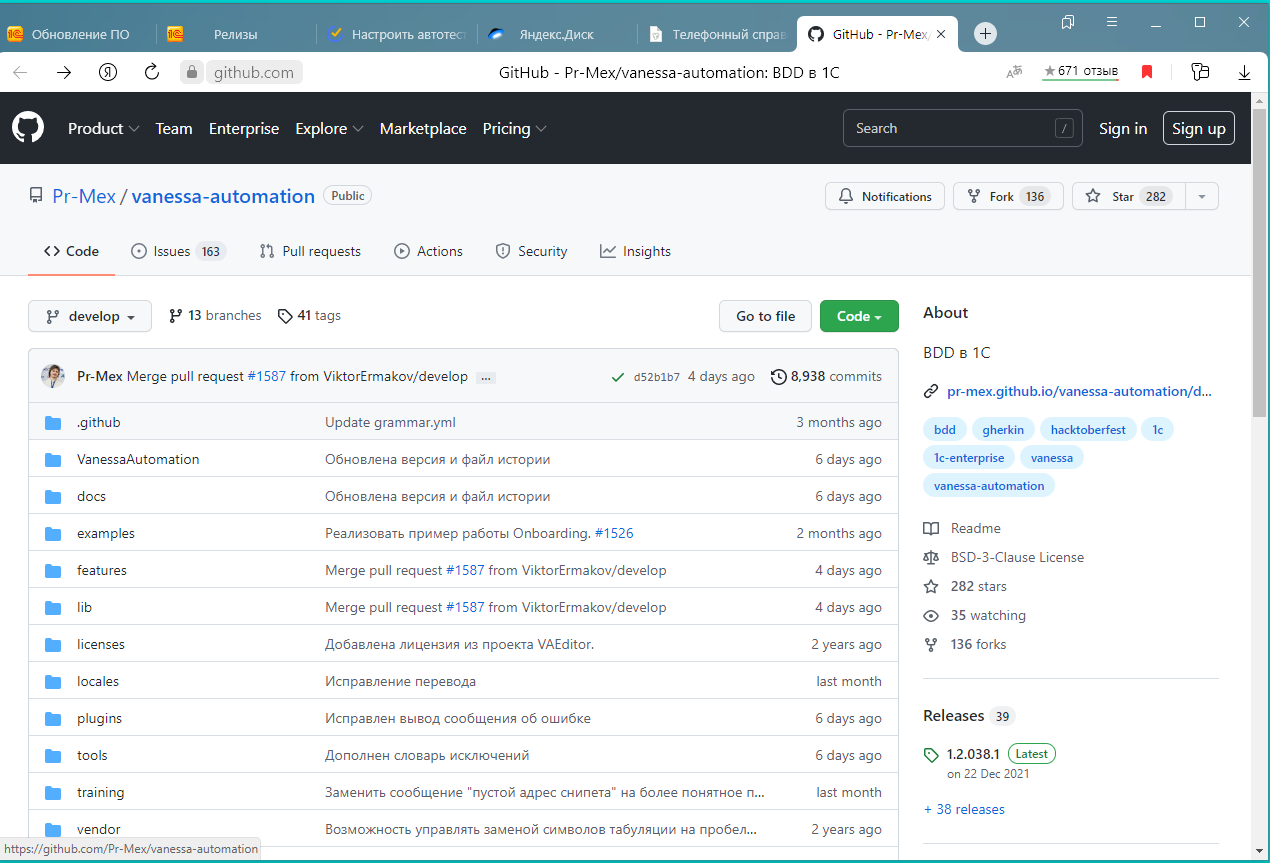 Обновление ПО
Релизы
Настроить автотест
Яндекс.Диск
Телефонный справ
GitHub - Pr-Mex/
github.com
GitHub - Pr-Mex/vanessa-automation: BDD в 1С
671 отзыв
Product
Team
Enterprise
Explore
Marketplace
Pricing
Search /
Sign in
Sign up
Pr-Mex / vanessa-automation Public
Notifications
Fork 136
Star 282
Code
Issues 163
Pull requests
Actions
Security
Insights
develop
13 branches
41 tags
Go to file
Code
About
BDD в 1С
pr-mex.github.io/vanessa-automation/d...
bdd gherkin hacktoberfest 1c
1c-enterprise vanessa
vanessa-automation
Readme
BSD-3-Clause License
282 stars
35 watching
136 forks
Releases 39
1.2.038.1 Latest
on 22 Dec 2021
+ 38 releases
Pr-Mex Merge pull request #1587 from ViktorErmakov/develop ... d52b1b7 4 days ago 8,938 commits
.github Update grammar.yml 3 months ago
VanessaAutomation Обновлена версия и файл истории 6 days ago
docs Обновлена версия и файл истории 6 days ago
examples Реализовать пример работы Onboarding. #1526 2 months ago
features Merge pull request #1587 from ViktorErmakov/develop 4 days ago
lib Merge pull request #1587 from ViktorErmakov/develop 4 days ago
licenses Добавлена лицензия из проекта VAEditor. 2 years ago
locales Исправление перевода last month
plugins Исправлен вывод сообщения об ошибке 6 days ago
tools Дополнен словарь исключений 6 days ago
training Заменить сообщение "пустой адрес снипета" на более понятное п... last month
vendor Возможность управлять заменой символов табуляции на пробел... 2 years ago
https://github.com/Pr-Mex/vanessa-automation